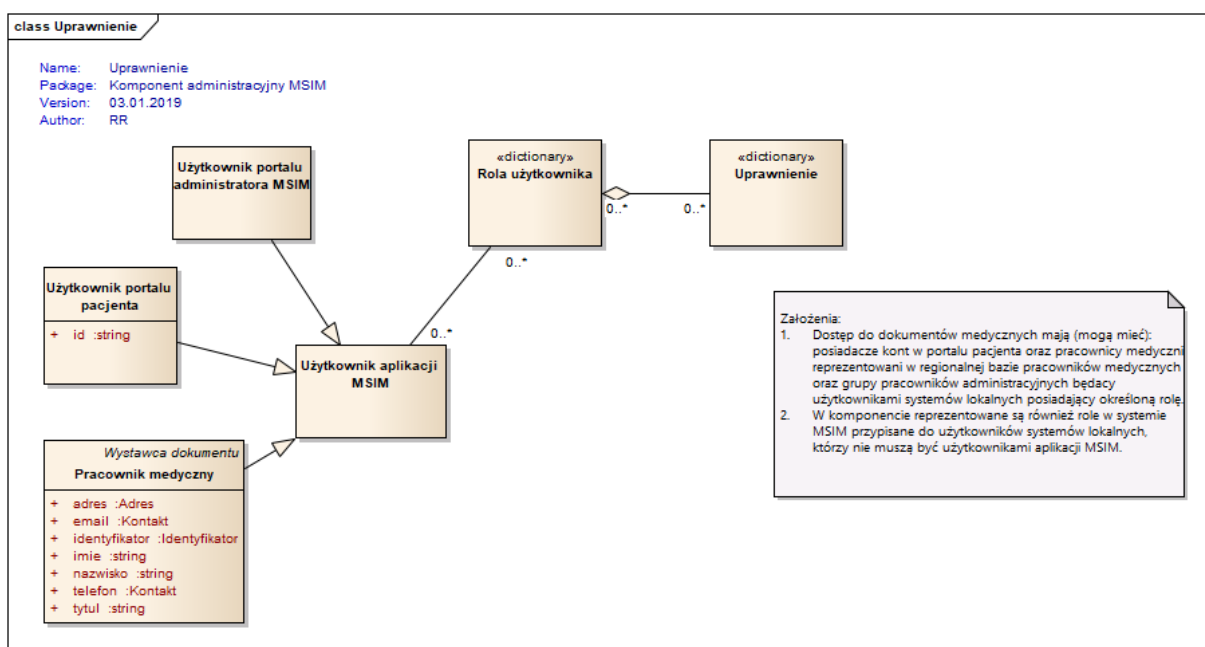 class Uprawnienie
Name: Uprawnienie
Package: Komponent administracyjny MSIM
Version: 03.01.2019
Author: RR
Użytkownik portalu
administratora MSIM
«dictionary»
Rola użytkownika
«dictionary»
Uprawnienie
0..*
0..*
0..*
0..*
Użytkownik portalu
pacjenta
+ id :string
Użytkownik aplikacji
MSIM
Wystawca dokumentu
Pracownik medyczny
+ adres :Adres
+ email :Kontakt
+ identyfikator :Identyfikator
+ imie :string
+ nazwisko :string
+ telefon :Kontakt
+ tytul :string
Założenia:
1. Dostęp do dokumentów medycznych mają (mogą mieć):
posiadacze kont w portalu pacjenta oraz pracownicy medyczni
reprezentowani w regionalnej bazie pracowników medycznych
oraz grupy pracowników administracyjnych będacy
użytkownikami systemów lokalnych posiadający określoną rolę.
2. W komponencie reprezentowane są również role w systemie
MSIM przypisane do użytkowników systemów lokalnych,
którzy nie muszą być użytkownikami aplikacji MSIM.